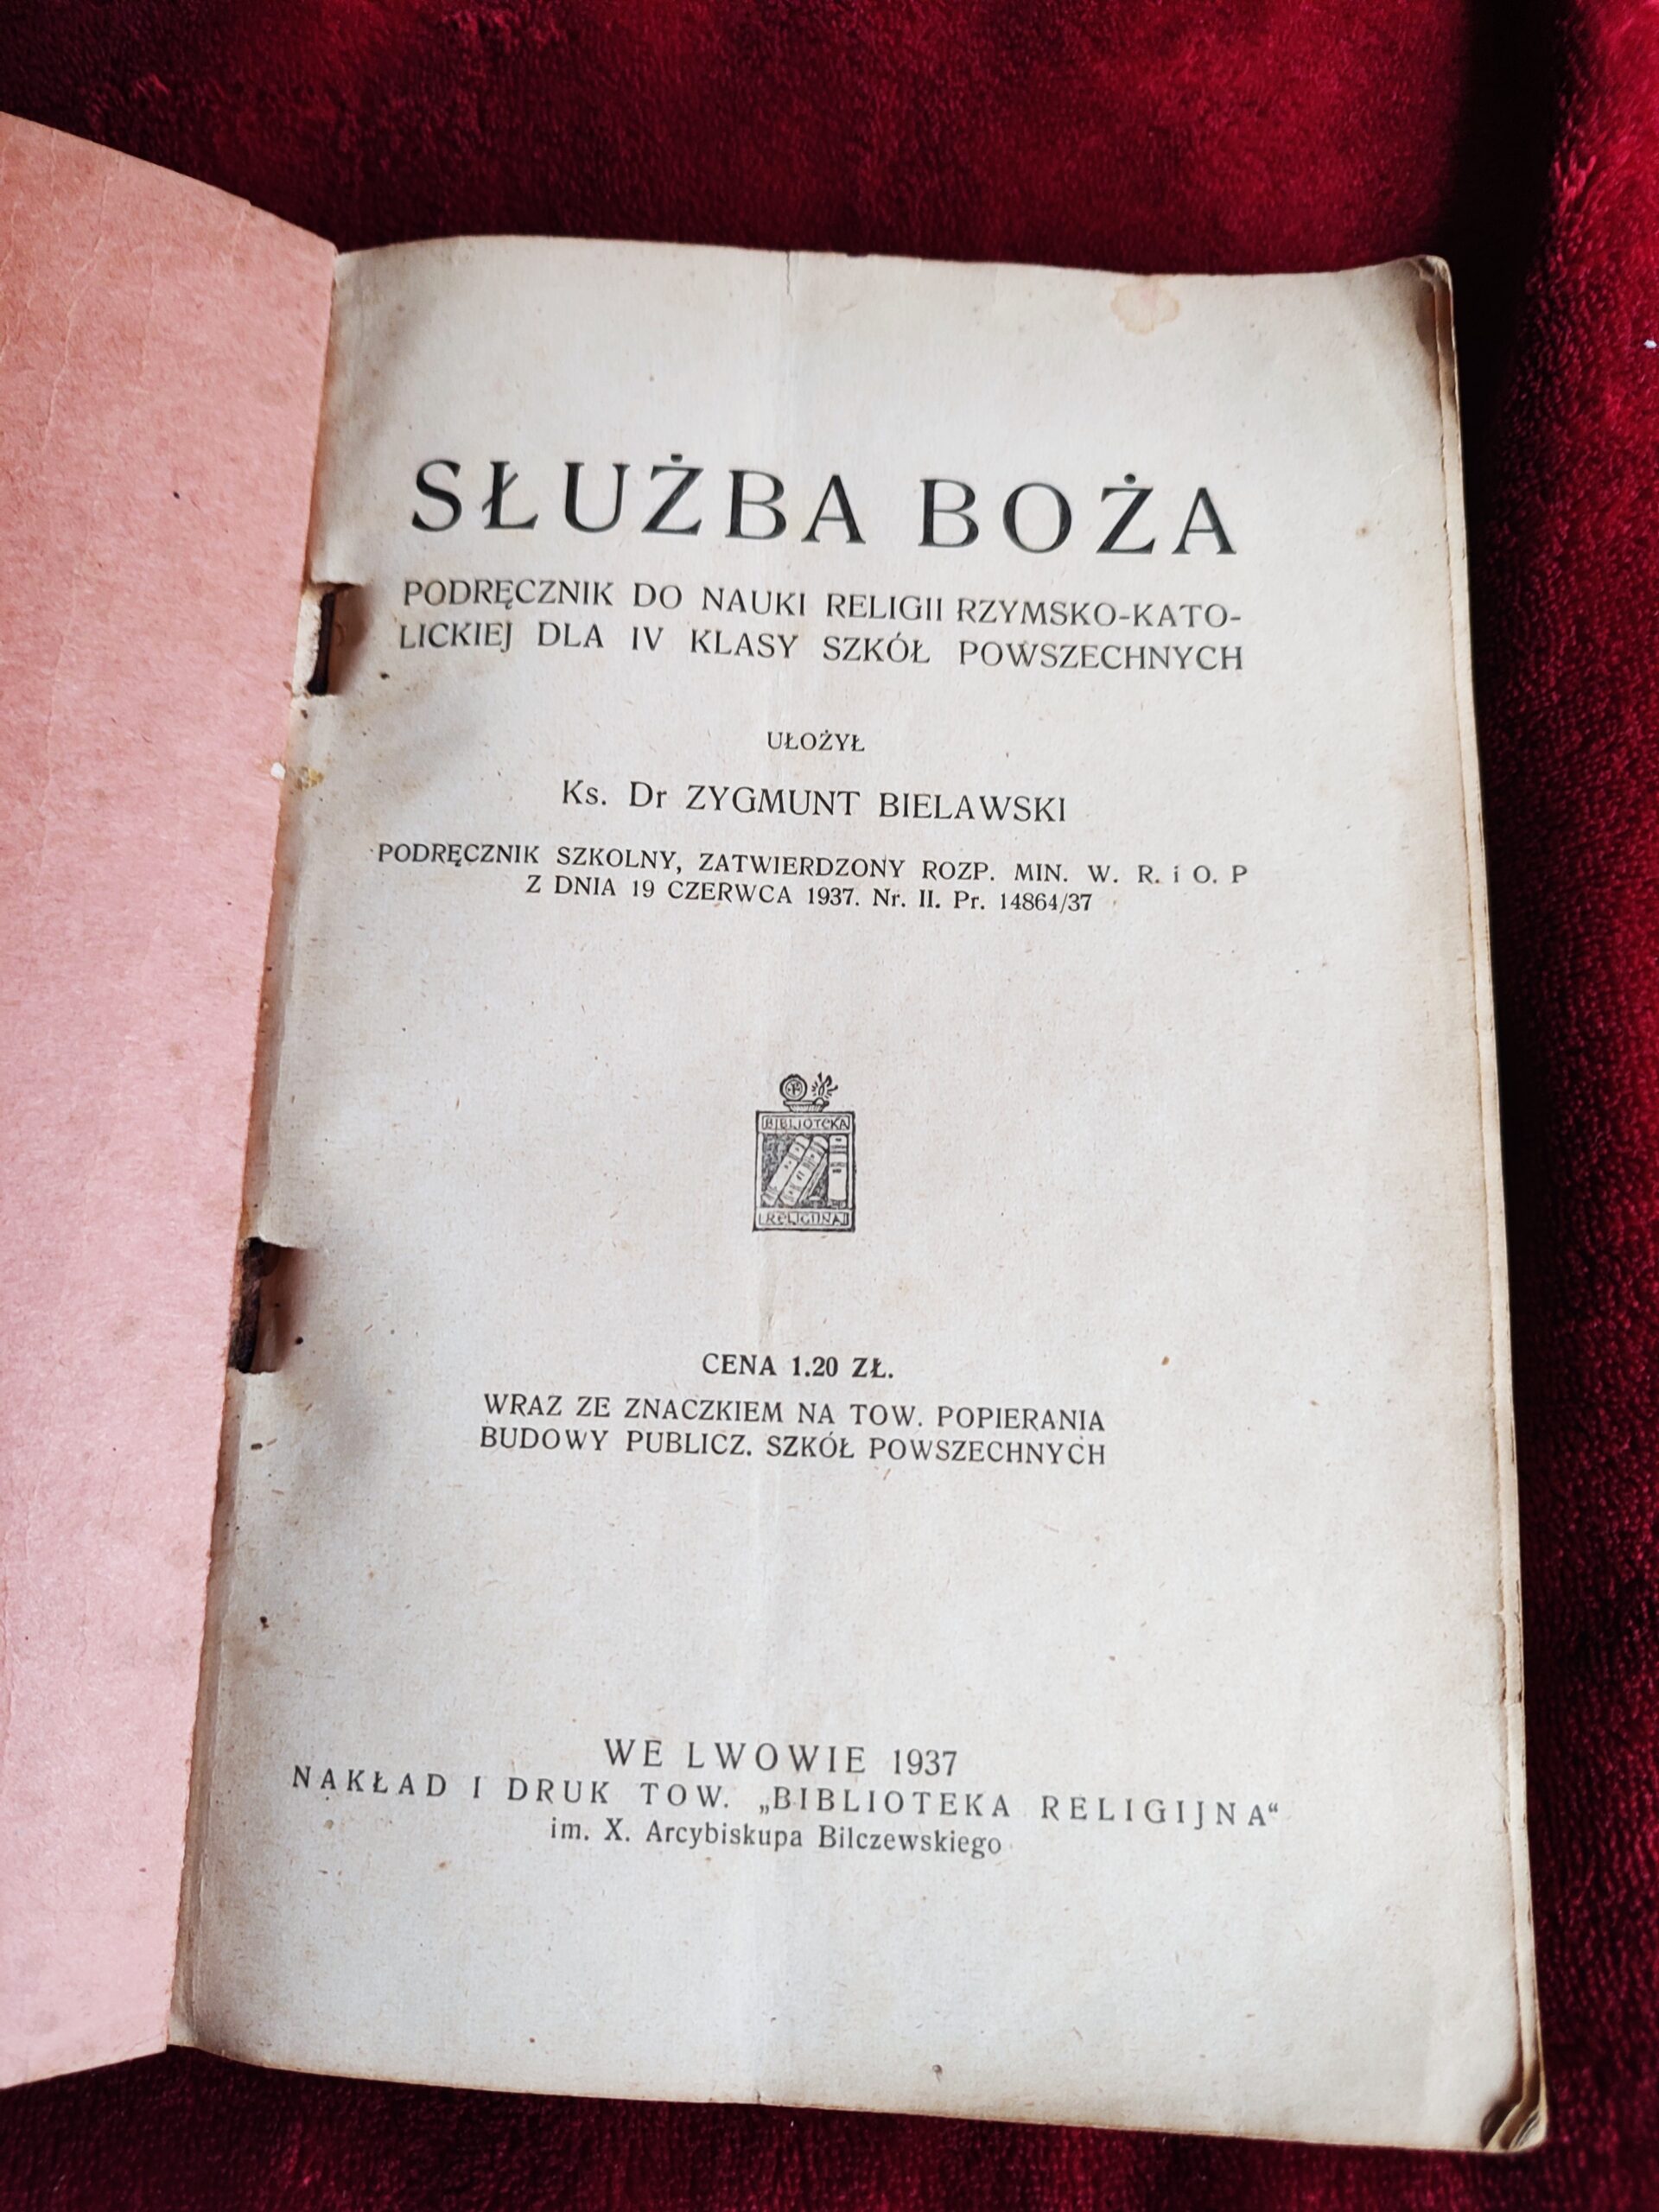 SŁUŻBA BOŻA
PODRĘCZNIK DO NAUKI RELIGII RZYMSKO-KATO-
LICKIEJ DLA IV KLASY SZKÓŁ POWSZECHNYCH
UŁOŻYŁ
Ks. Dr ZYGMUNT BIELAWSKI
PODRĘCZNIK SZKOLNY, ZATWIERDZONY ROZP. MIN. W. R. i O. P
Z DNIA 19 CZERWCA 1937. Nr. II. Pr. 14864/37
BIBLJOTEKA
RELIGIJNA
CENA 1.20 ZŁ.
WRAZ ZE ZNACZKIEM NA TOW. POPIERANIA
BUDOWY PUBLICZ. SZKÓŁ POWSZECHNYCH
WE LWOWIE 1937
NAKŁAD I DRUK TOW. „BIBLIOTEKA RELIGIJNA“
im. X. Arcybiskupa Bilczewskiego